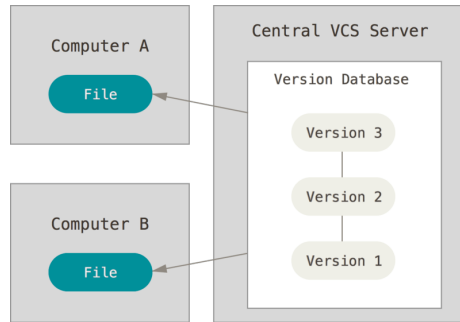 Computer A
File
Computer B
File
Central VCS Server
Version Database
Version 3
Version 2
Version 1